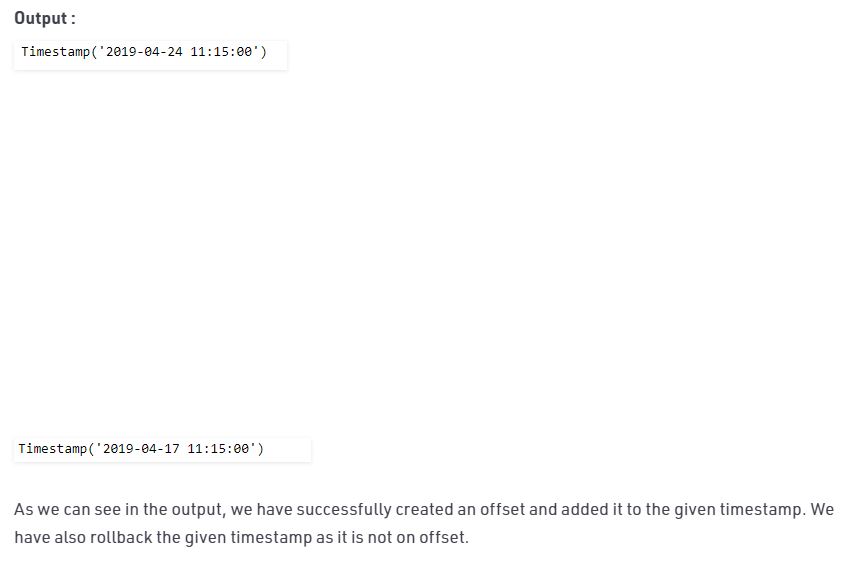 Output :
Timestamp('2019-04-24 11:15:00')
Timestamp('2019-04-17 11:15:00')
As we can see in the output, we have successfully created an offset and added it to the given timestamp. We
have also rollback the given timestamp as it is not on offset.